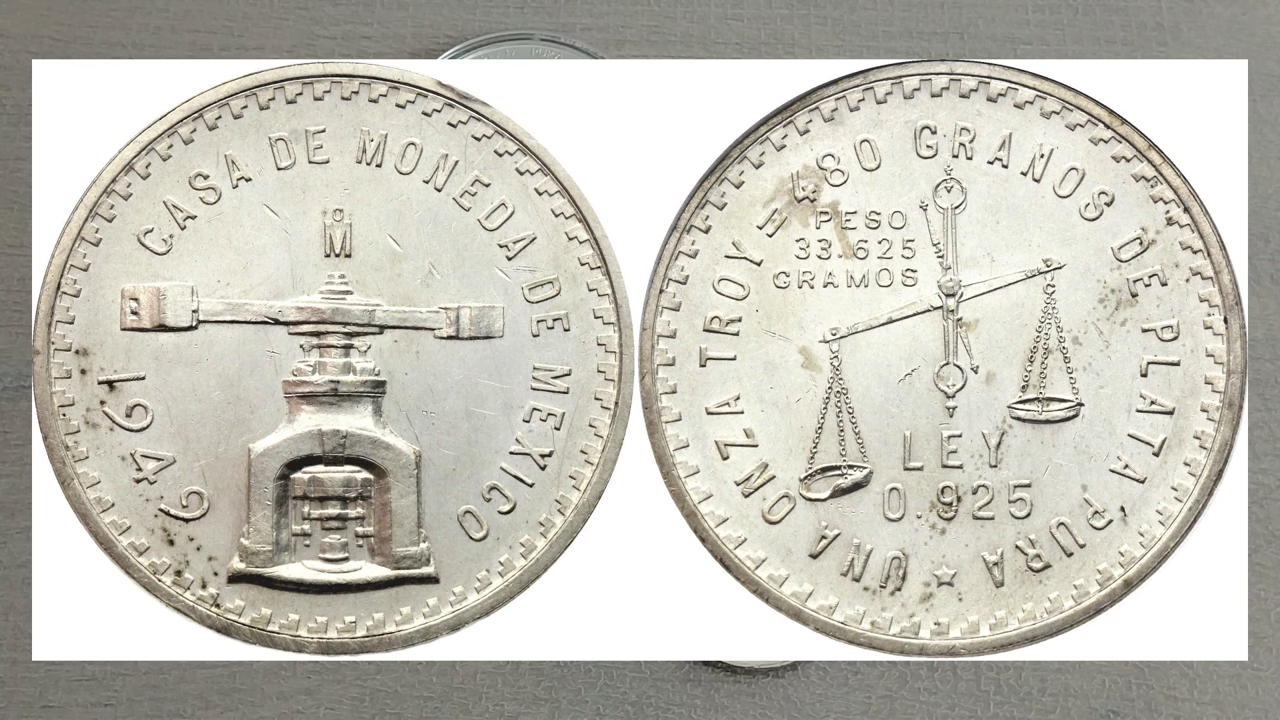 CASA DE MONEDA DE MEXICO
M
1949
UNA ONZA TROY = 480 GRANOS DE PLATA PURA
PESO
33.625
GRAMOS
LEY
0.925